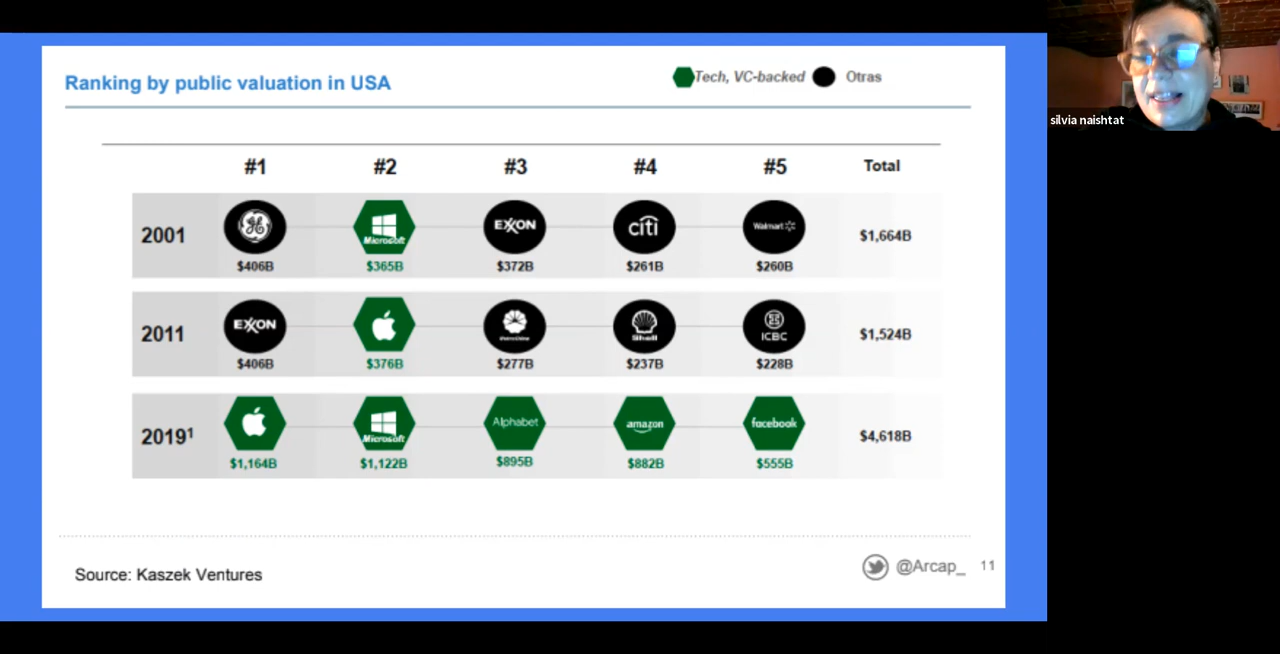 Ranking by public valuation in USA
Tech, VC-backed Otras
silvia naishtat
#1 #2 #3 #4 #5 Total
2001
GE Microsoft EXXON citi Walmart
$406B $365B $372B $261B $260B $1,664B
2011
EXXON Shell ICBC
$406B $376B $277B $237B $228B $1,524B
2019¹
Microsoft Alphabet amazon facebook
$1,164B $1,122B $895B $882B $555B $4,618B
Source: Kaszek Ventures
@Arcap_ 11